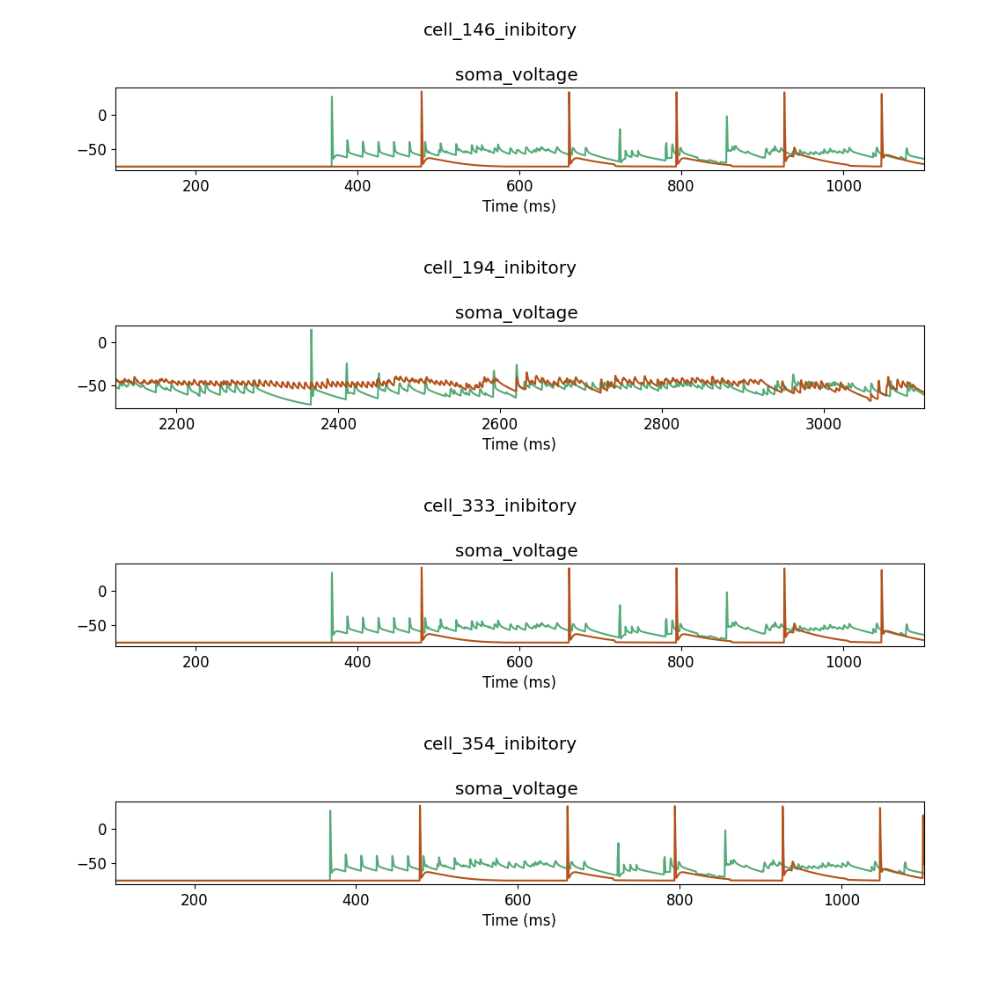 cell_146_inibitory
soma_voltage
0
−50
200 400 600 800 1000
Time (ms)
cell_194_inibitory
soma_voltage
0
−50
2200 2400 2600 2800 3000
Time (ms)
cell_333_inibitory
soma_voltage
0
−50
200 400 600 800 1000
Time (ms)
cell_354_inibitory
soma_voltage
0
−50
200 400 600 800 1000
Time (ms)